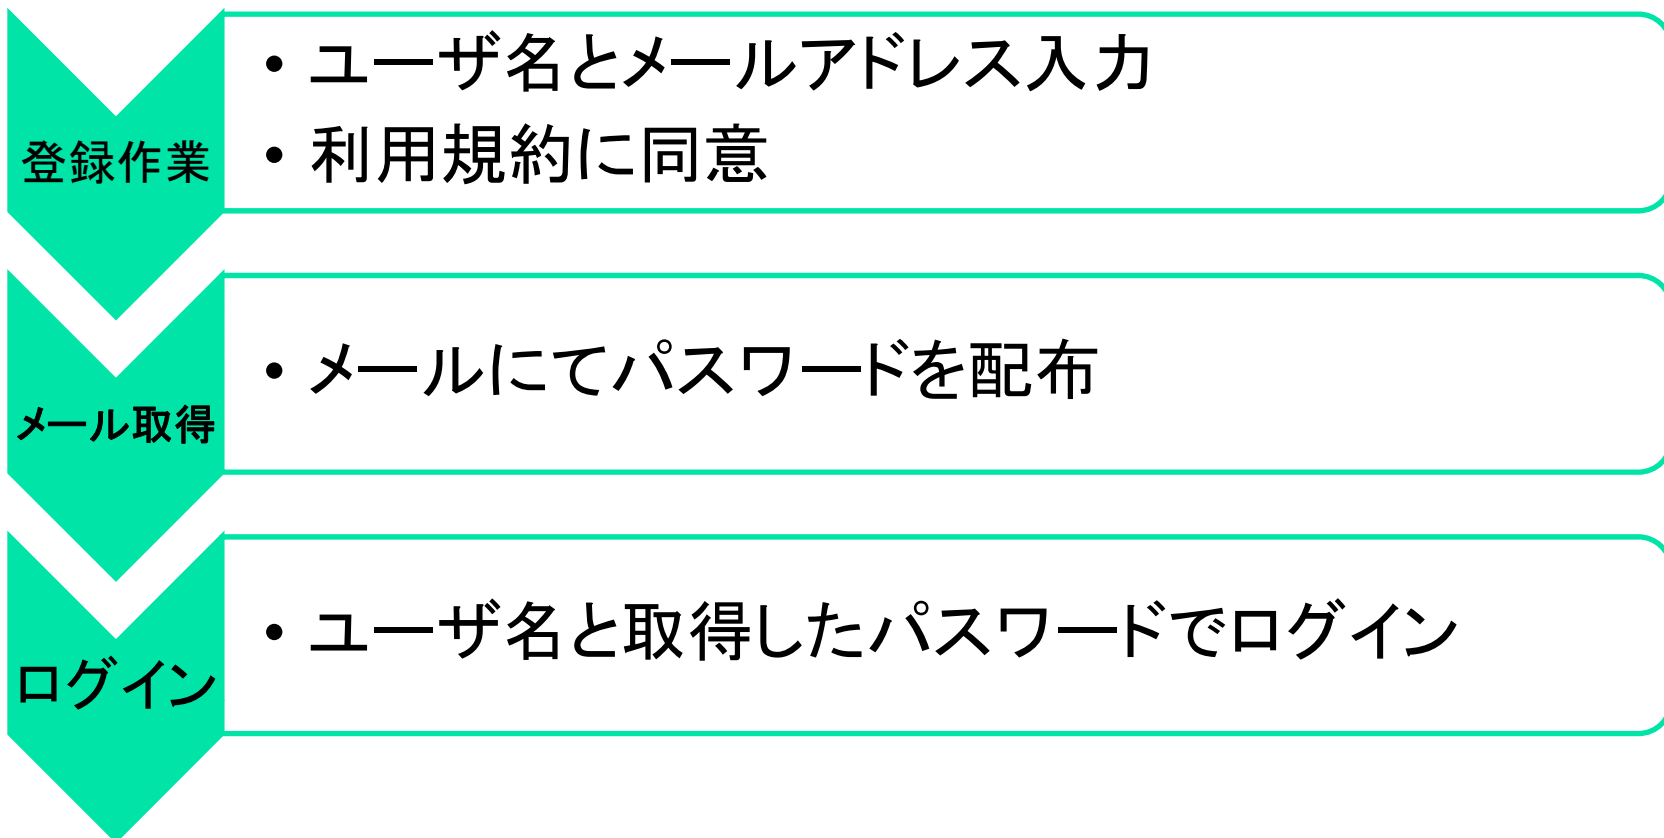 登録作業
• ユーザ名とメールアドレス入力
• 利用規約に同意
メール取得
• メールにてパスワードを配布
ログイン
• ユーザ名と取得したパスワードでログイン